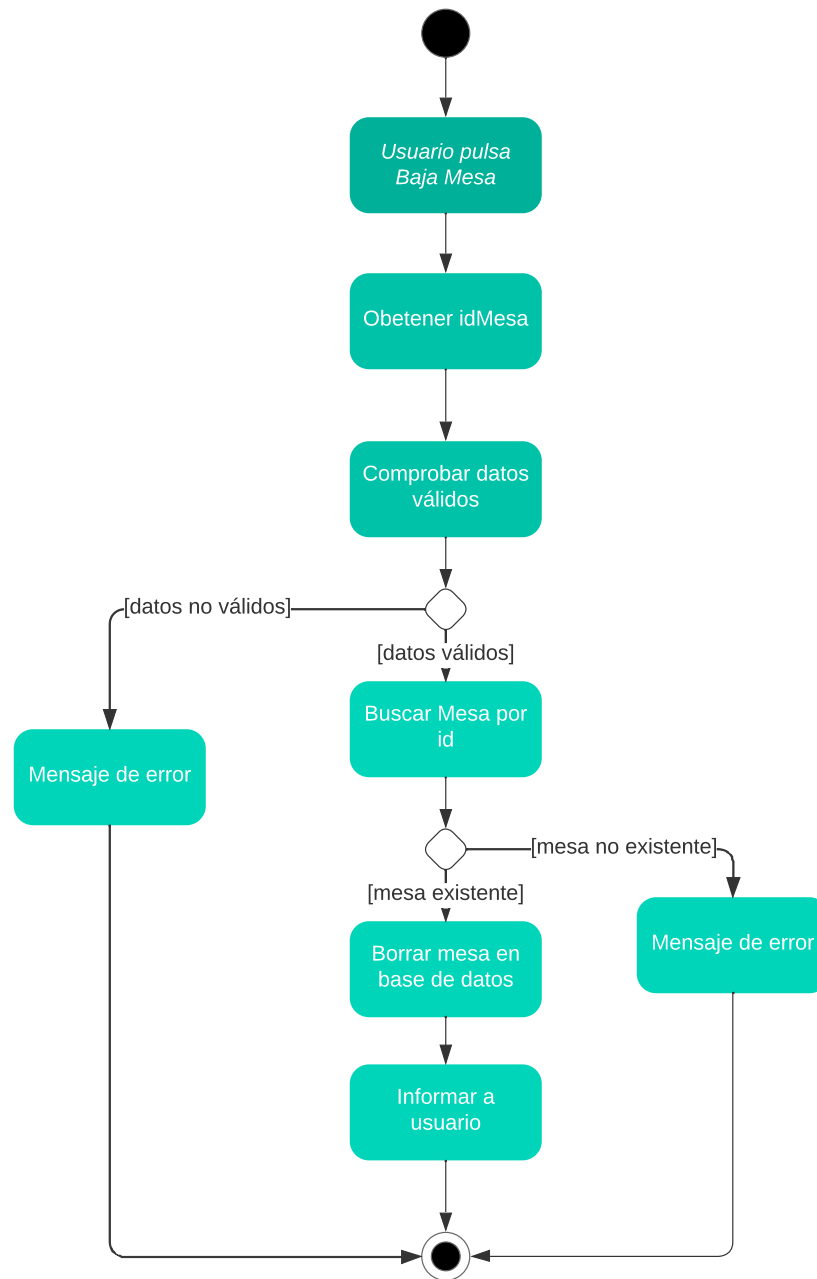 Usuario pulsa
Baja Mesa
Obetener idMesa
Comprobar datos
válidos
[datos no válidos]
[datos válidos]
Buscar Mesa por
id
Mensaje de error
[mesa no existente]
[mesa existente]
Borrar mesa en
base de datos
Mensaje de error
Informar a
usuario